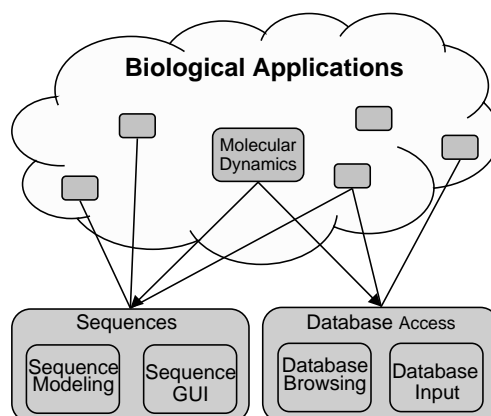 Biological Applications
Molecular
Dynamics
Sequences
Sequence
Modeling
Sequence
GUI
Database Access
Database
Browsing
Database
Input